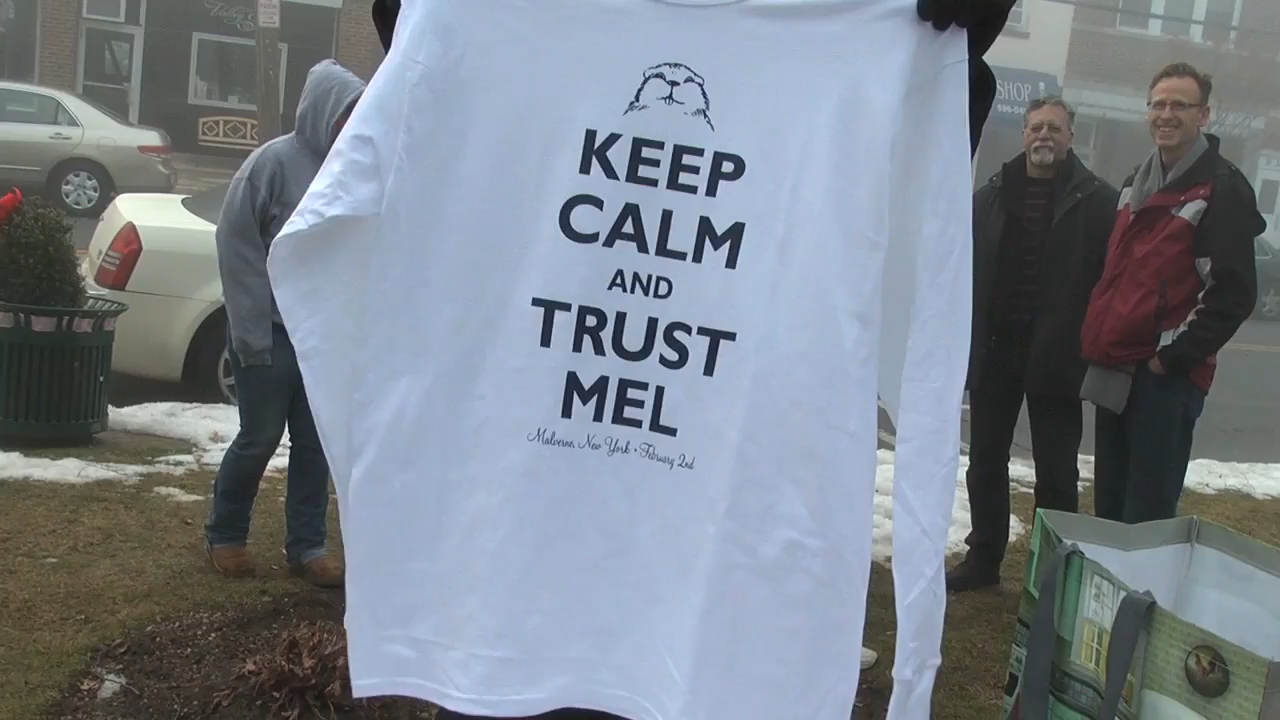 KEEP
CALM
AND
TRUST
MEL
Malverne, New York • February 2nd
SHOP